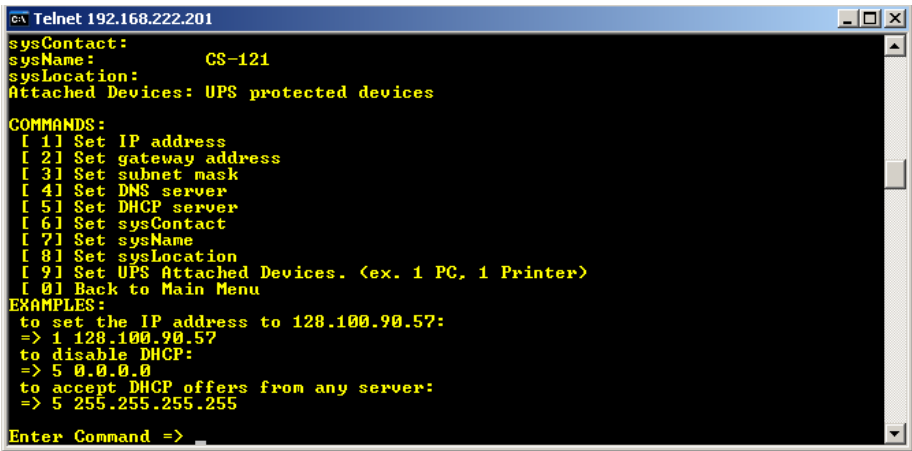 Telnet 192.168.222.201
sysContact:
sysName:          CS-121
sysLocation:
Attached Devices: UPS protected devices
COMMANDS:
[ 1] Set IP address
[ 2] Set gateway address
[ 3] Set subnet mask
[ 4] Set DNS server
[ 5] Set DHCP server
[ 6] Set sysContact
[ 7] Set sysName
[ 8] Set sysLocation
[ 9] Set UPS Attached Devices. (ex. 1 PC, 1 Printer)
[ 0] Back to Main Menu
EXAMPLES:
to set the IP address to 128.100.90.57:
=> 1 128.100.90.57
to disable DHCP:
=> 5 0.0.0.0
to accept DHCP offers from any server:
=> 5 255.255.255.255
Enter Command => _